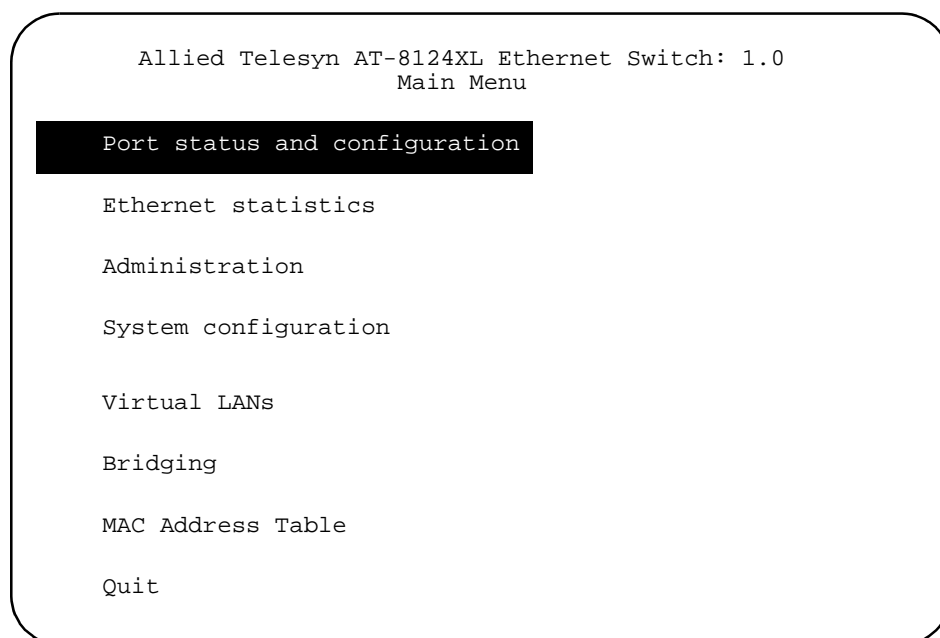 Allied Telesyn AT-8124XL Ethernet Switch: 1.0
Main Menu
Port status and configuration
Ethernet statistics
Administration
System configuration
Virtual LANs
Bridging
MAC Address Table
Quit